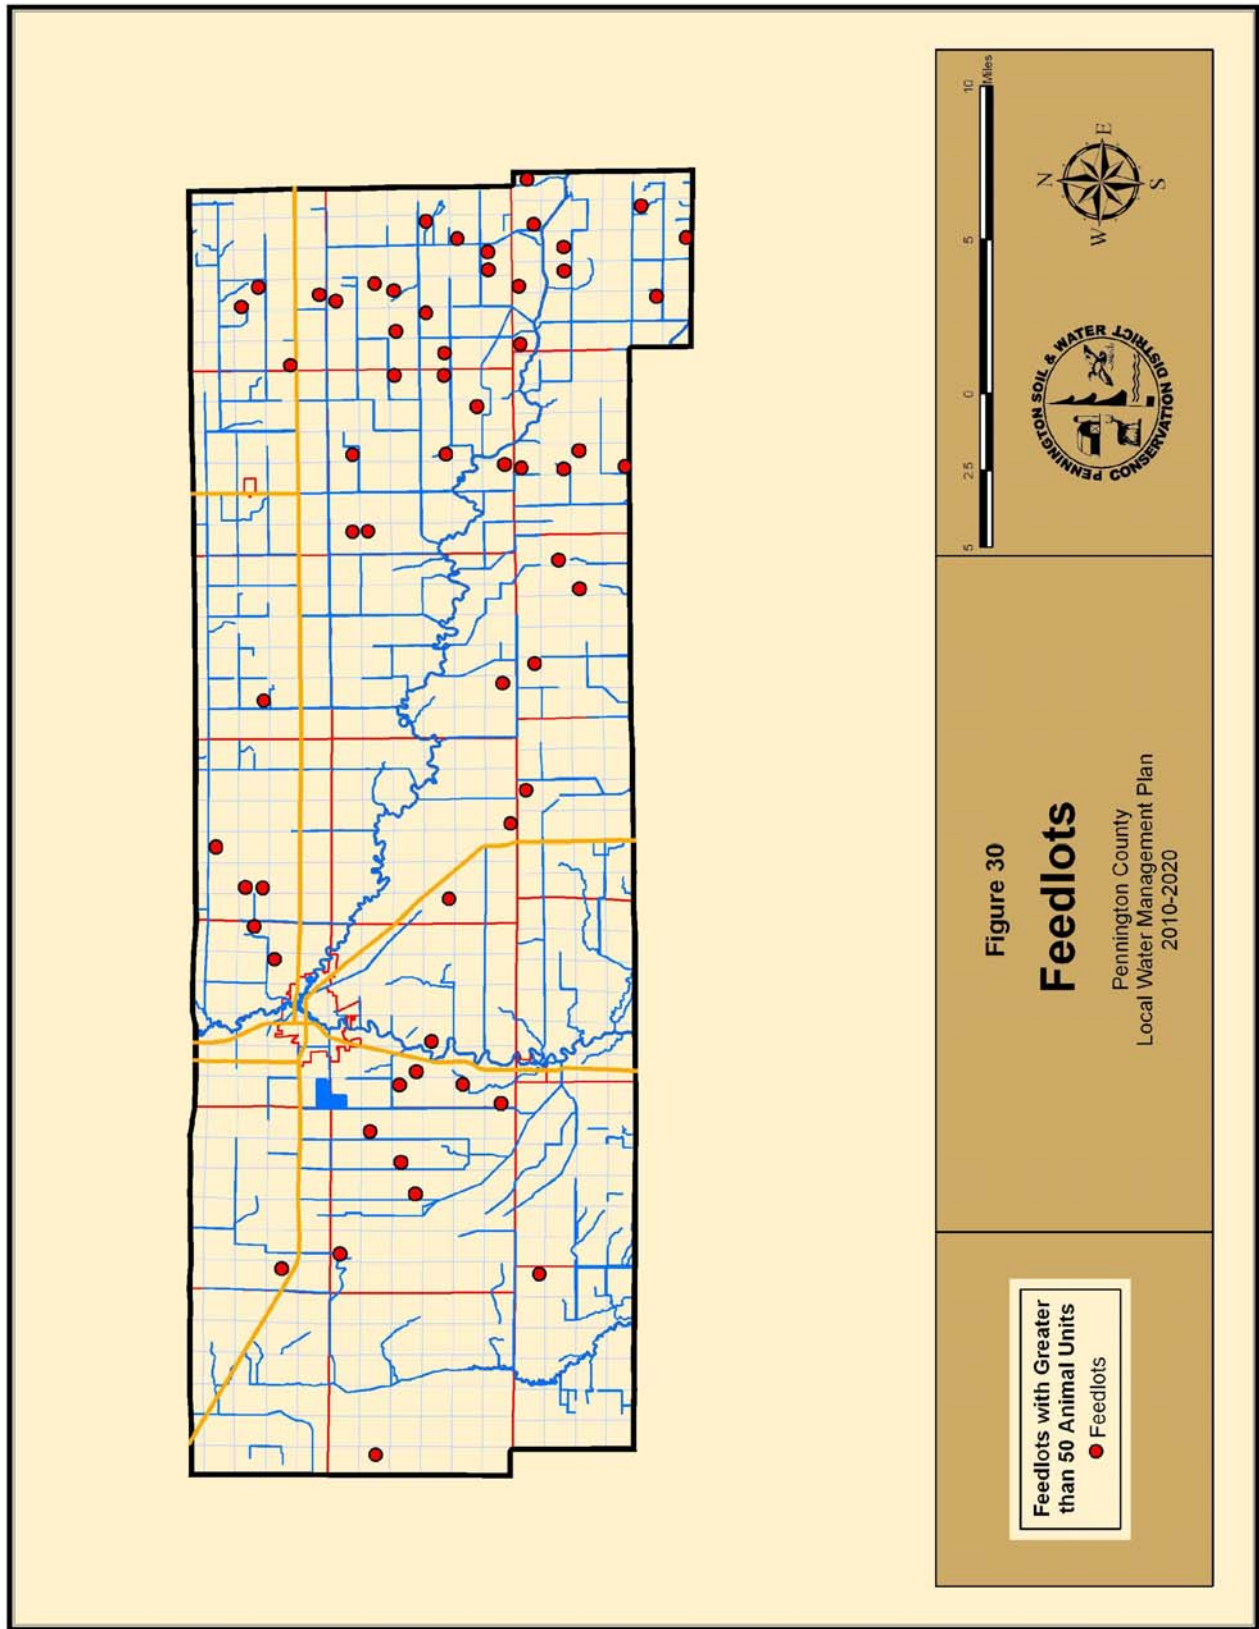 Feedlots with Greater
than 50 Animal Units
Feedlots
Figure 30
Feedlots
Pennington County
Local Water Management Plan
2010-2020
5 2.5 0 5 10
Miles
PENNINGTON SOIL & WATER
CONSERVATION DISTRICT
N
W E
S